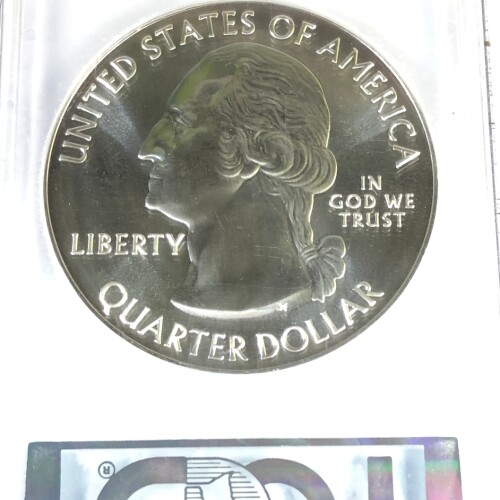 UNITED STATES OF AMERICA
IN
GOD WE
TRUST
LIBERTY
QUARTER DOLLAR
®